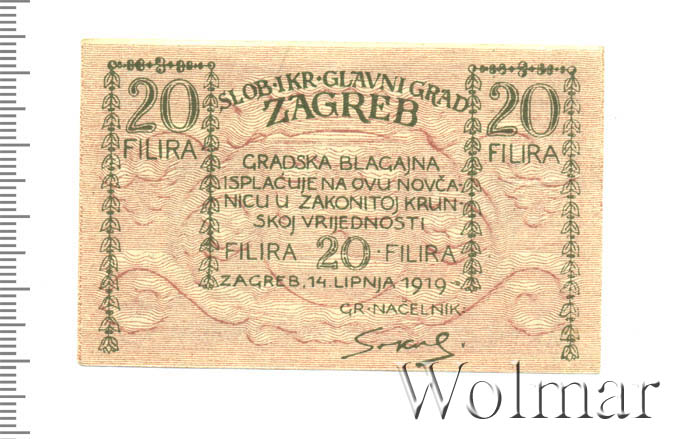 SLOB·I KR·GLAVNI GRAD
ZAGREB
20
FILIRA
20
FILIRA
GRADSKA BLAGAJNA
ISPLAĆUJE NA OVU NOVČA-
NICU U ZAKONITOJ KRUN-
SKOJ VRIJEDNOSTI
FILIRA 20 · FILIRA
ZAGREB, 14. LIPNJA 1919·
GR·NAČELNIK:
Wolmar